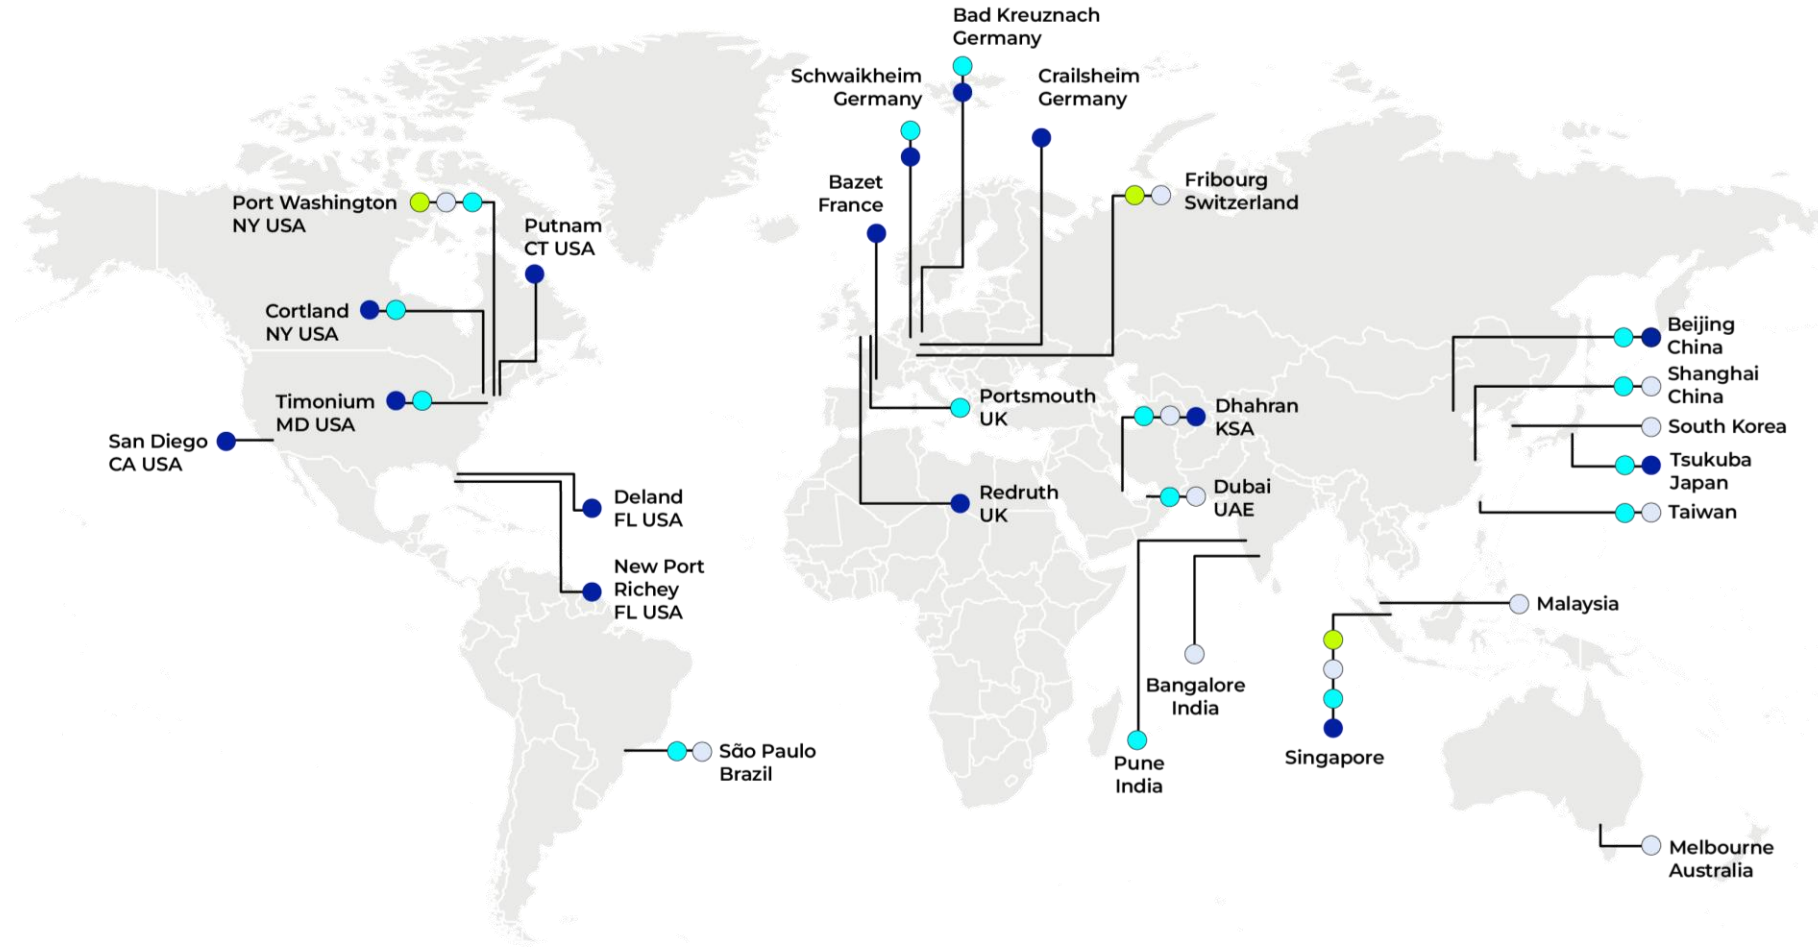 Bad Kreuznach
Germany
Schwaikheim
Germany
Crailsheim
Germany
Bazet
France
Fribourg
Switzerland
Port Washington
NY USA
Putnam
CT USA
Cortland
NY USA
Timonium
MD USA
San Diego
CA USA
Deland
FL USA
New Port
Richey
FL USA
São Paulo
Brazil
Portsmouth
UK
Redruth
UK
Dhahran
KSA
Dubai
UAE
Bangalore
India
Pune
India
Beijing
China
Shanghai
China
South Korea
Tsukuba
Japan
Taiwan
Malaysia
Singapore
Melbourne
Australia